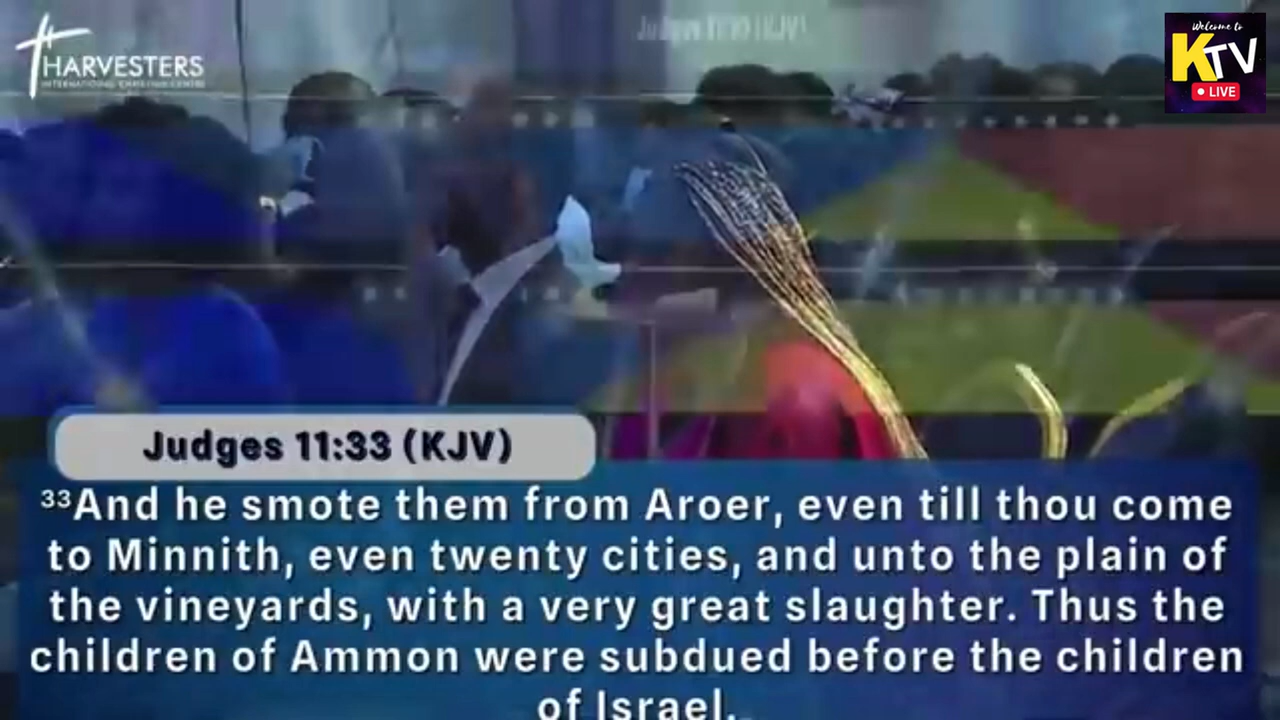 HARVESTERS
INTERNATIONAL CHRISTIAN CENTRE
Welcome to
KTV
LIVE
Judges 11:33 (KJV)
33And he smote them from Aroer, even till thou come
to Minnith, even twenty cities, and unto the plain of
the vineyards, with a very great slaughter. Thus the
children of Ammon were subdued before the children
of Israel.